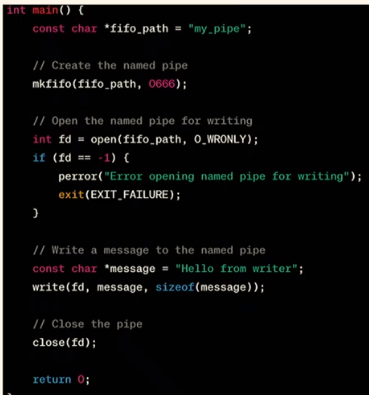 int main() {
const char *fifo_path = "my_pipe";
// Create the named pipe
mkfifo(fifo_path, 0666);
// Open the named pipe for writing
int fd = open(fifo_path, O_WRONLY);
if (fd == -1) {
perror("Error opening named pipe for writing");
exit(EXIT_FAILURE);
}
// Write a message to the named pipe
const char *message = "Hello from writer";
write(fd, message, sizeof(message));
// Close the pipe
close(fd);
return 0;
}